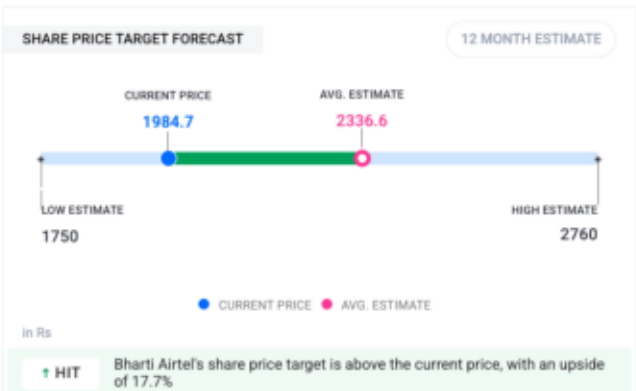 SHARE PRICE TARGET FORECAST
12 MONTH ESTIMATE
CURRENT PRICE
AVG. ESTIMATE
1984.7
2336.6
LOW ESTIMATE
HIGH ESTIMATE
1750
2760
CURRENT PRICE
AVG. ESTIMATE
in Rs
↑ HIT
Bharti Airtel's share price target is above the current price, with an upside
of 17.7%